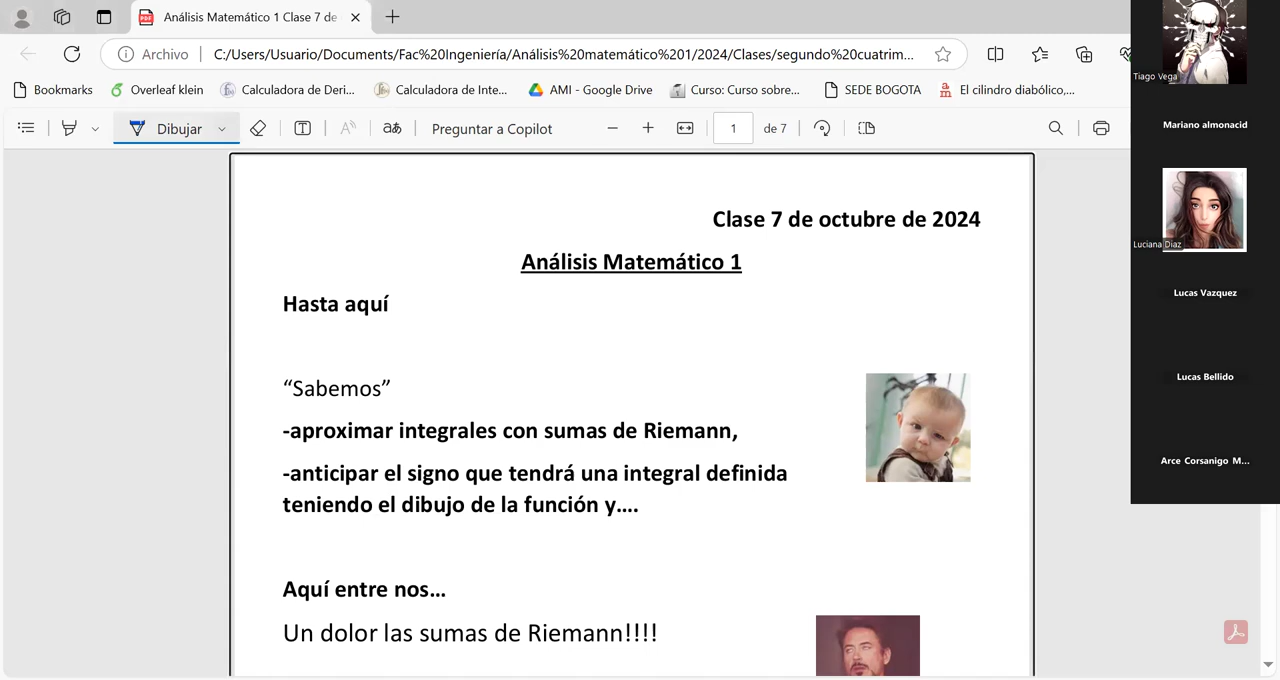 Análisis Matemático 1 Clase 7 de
Archivo
C:/Users/Usuario/Documents/Fac%20Ingeniería/Análisis%20matemático%201/2024/Clases/segundo%20cuatrim...
Bookmarks
Overleaf klein
Calculadora de Deri...
Calculadora de Inte...
AMI - Google Drive
Curso: Curso sobre...
SEDE BOGOTA
El cilindro diabólico,...
Dibujar
Preguntar a Copilot
1
de 7
Clase 7 de octubre de 2024
Análisis Matemático 1
Hasta aquí
“Sabemos”
-aproximar integrales con sumas de Riemann,
-anticipar el signo que tendrá una integral definida
teniendo el dibujo de la función y....
Aquí entre nos...
Un dolor las sumas de Riemann!!!!
Tiago Vega
Mariano almonacid
Luciana Diaz
Lucas Vazquez
Lucas Bellido
Arce Corsanigo M...